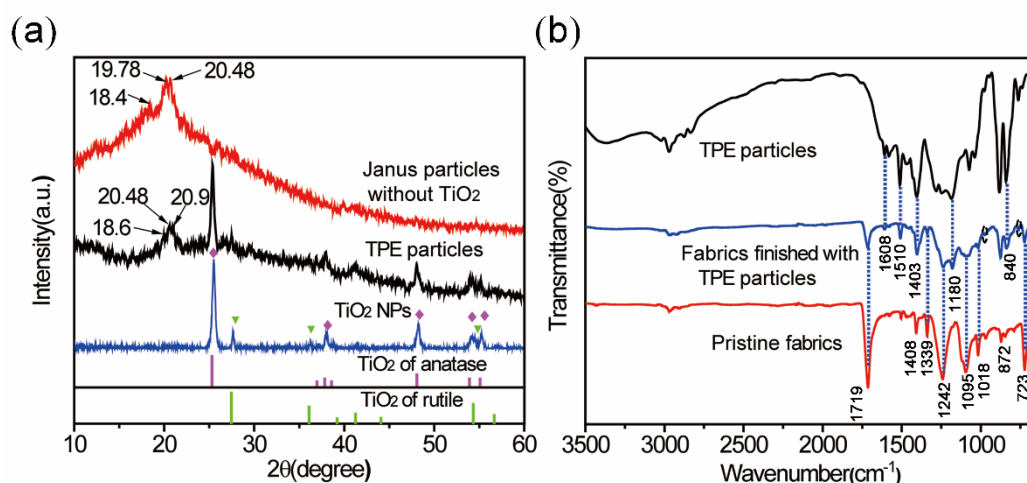 (a)
19.78
20.48
18.4
Janus particles
without TiO₂
20.48
20.9
18.6
TPE particles
TiO₂ NPs
TiO₂ of anatase
TiO₂ of rutile
Intensity(a.u.)
10 20 30 40 50 60
2θ(degree)
(b)
TPE particles
Fabrics finished with
TPE particles
1608
1510
1403
1180
840
Pristine fabrics
1719
1408
1339
1242
1095
1018
872
723
Transmittance(%)
3500 3000 2500 2000 1500 1000
Wavenumber(cm⁻¹)